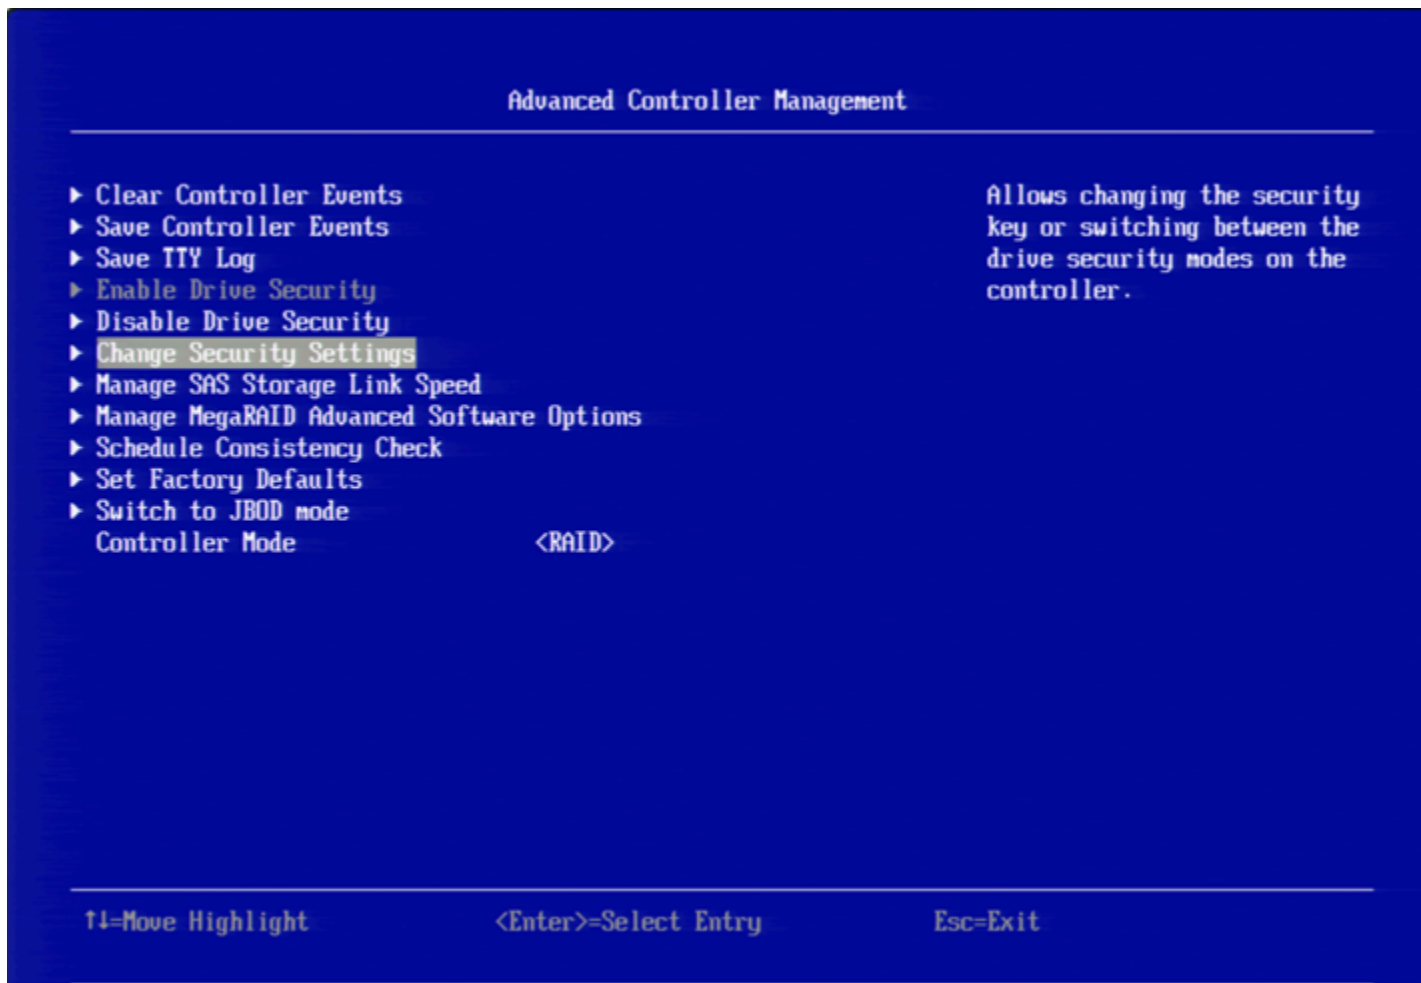 Advanced Controller Management
▶ Clear Controller Events
▶ Save Controller Events
▶ Save TTY Log
▶ Enable Drive Security
▶ Disable Drive Security
▶ Change Security Settings
▶ Manage SAS Storage Link Speed
▶ Manage MegaRAID Advanced Software Options
▶ Schedule Consistency Check
▶ Set Factory Defaults
▶ Switch to JBOD mode
Controller Mode <RAID>
Allows changing the security
key or switching between the
drive security modes on the
controller.
↑↓=Move Highlight <Enter>=Select Entry Esc=Exit